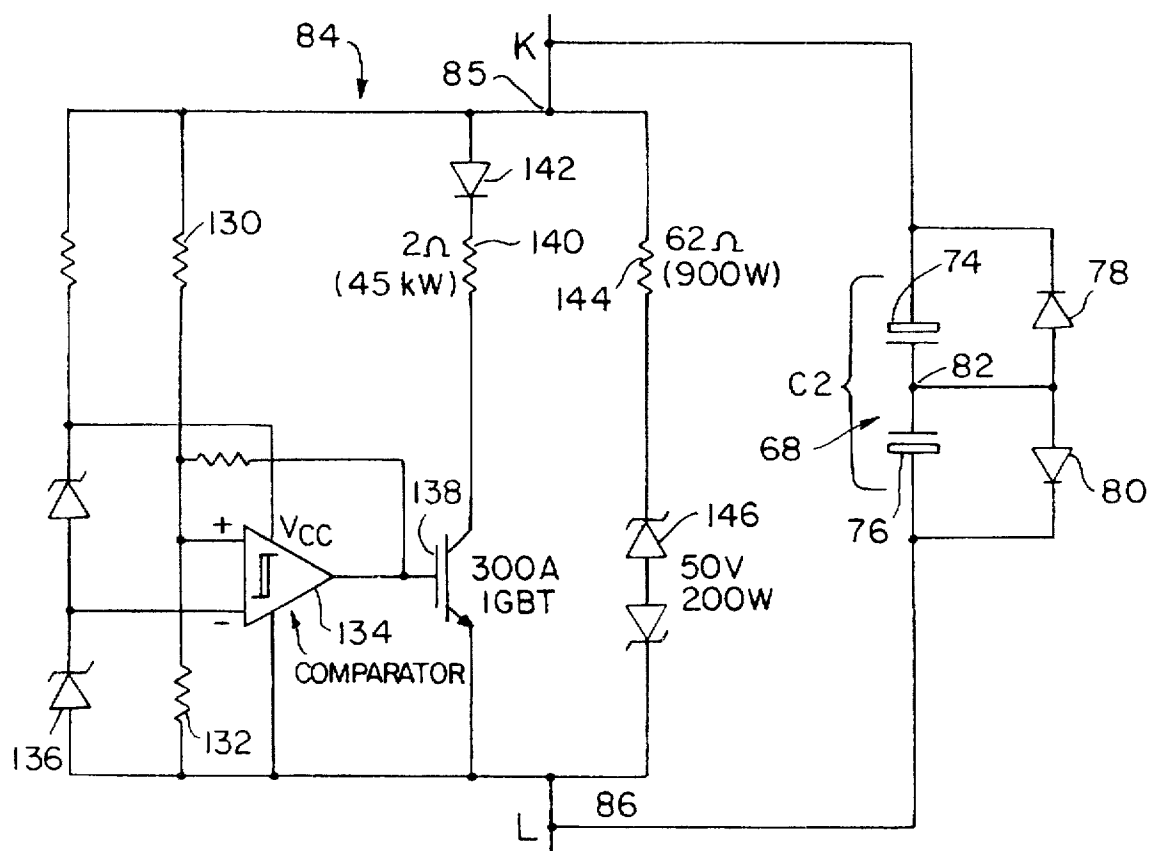 84
K
85
142
130
2Ω
(45 kW)
140
62Ω
(900W)
144
74
78
C2
82
68
76
80
138
+
VCC
-
134
COMPARATOR
300A
IGBT
146
50V
200W
136
132
86
L